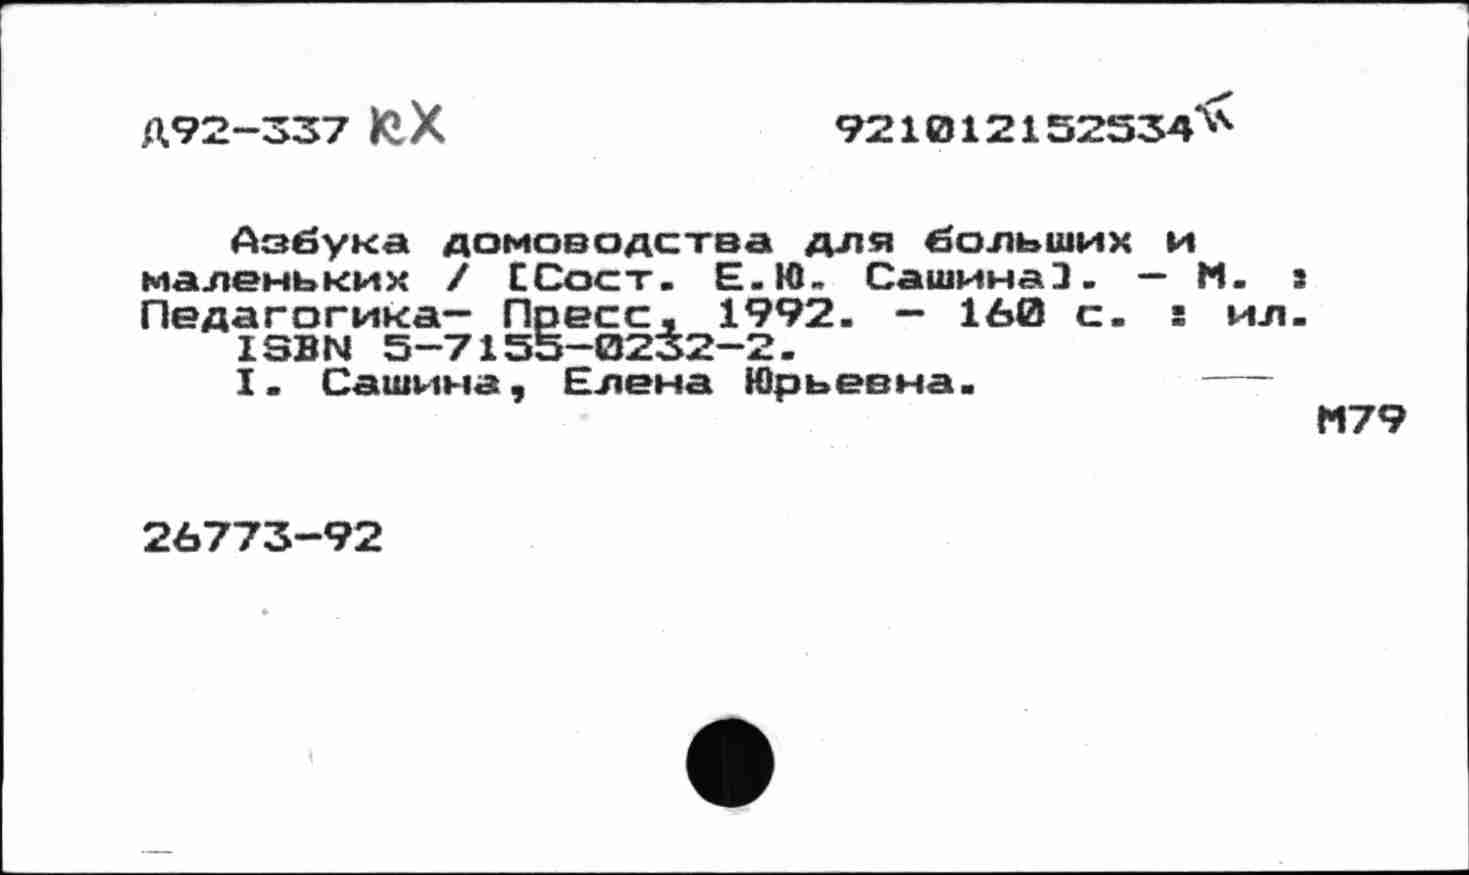 Д92-337 КХ 921012152534
Азбука домоводства для больших и
маленьких / [Сост. Е.Ю. Сашина]. - М. :
Педагогика- Пресс, 1992. - 160 с. : ил.
ISBN 5-7155-0232-2.
I. Сашина, Елена Юрьевна.
М79
26773-92